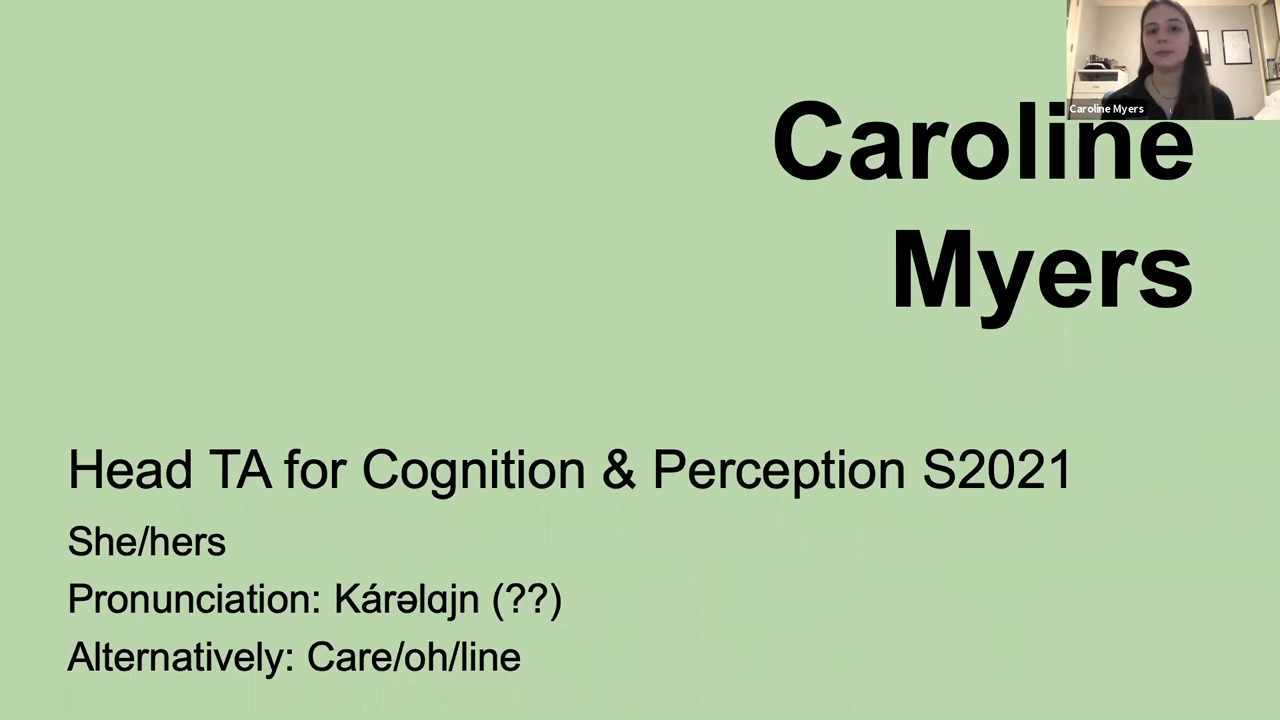 Caroline Myers
Caroline
Myers
Head TA for Cognition & Perception S2021
She/hers
Pronunciation: Kárəlɑjn (??)
Alternatively: Care/oh/line